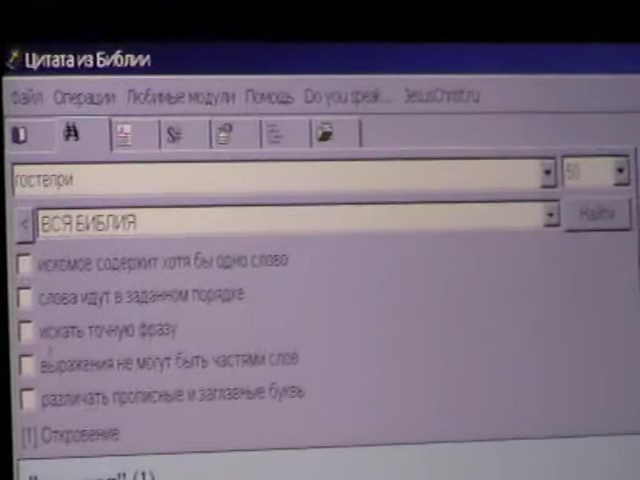 Цитата из Библии
Файл Операции Любимые модули Помощь Do you speak... JesusChrist.ru
гостепри 50
< ВСЯ БИБЛИЯ Найти
искомое содержит хотя бы одно слово
слова идут в заданном порядке
искать точную фразу
выражения не могут быть частями слов
различать прописные и заглавные буквы
[1] Откровение
(1)